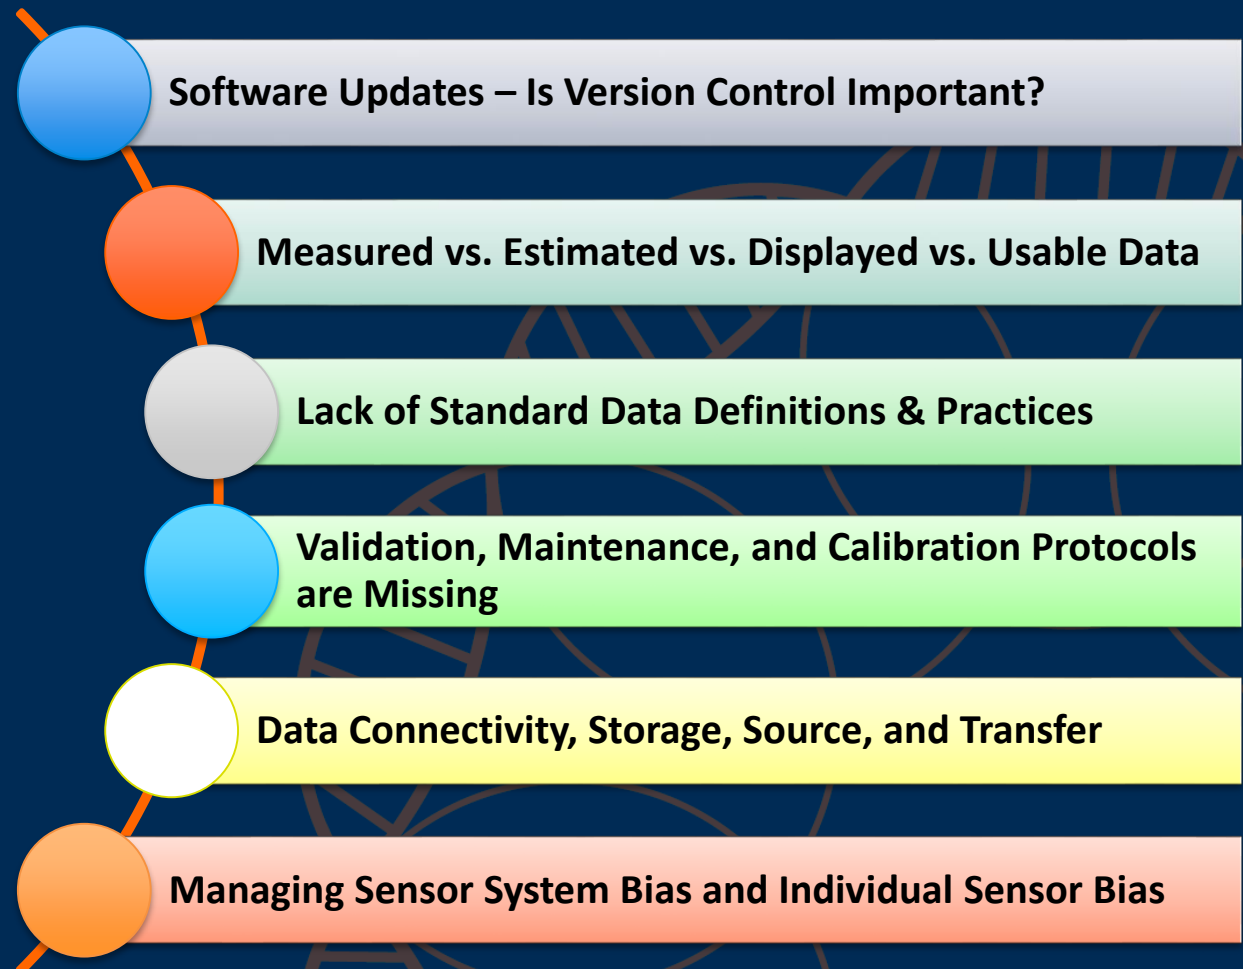 Software Updates – Is Version Control Important?
Measured vs. Estimated vs. Displayed vs. Usable Data
Lack of Standard Data Definitions & Practices
Validation, Maintenance, and Calibration Protocols
are Missing
Data Connectivity, Storage, Source, and Transfer
Managing Sensor System Bias and Individual Sensor Bias